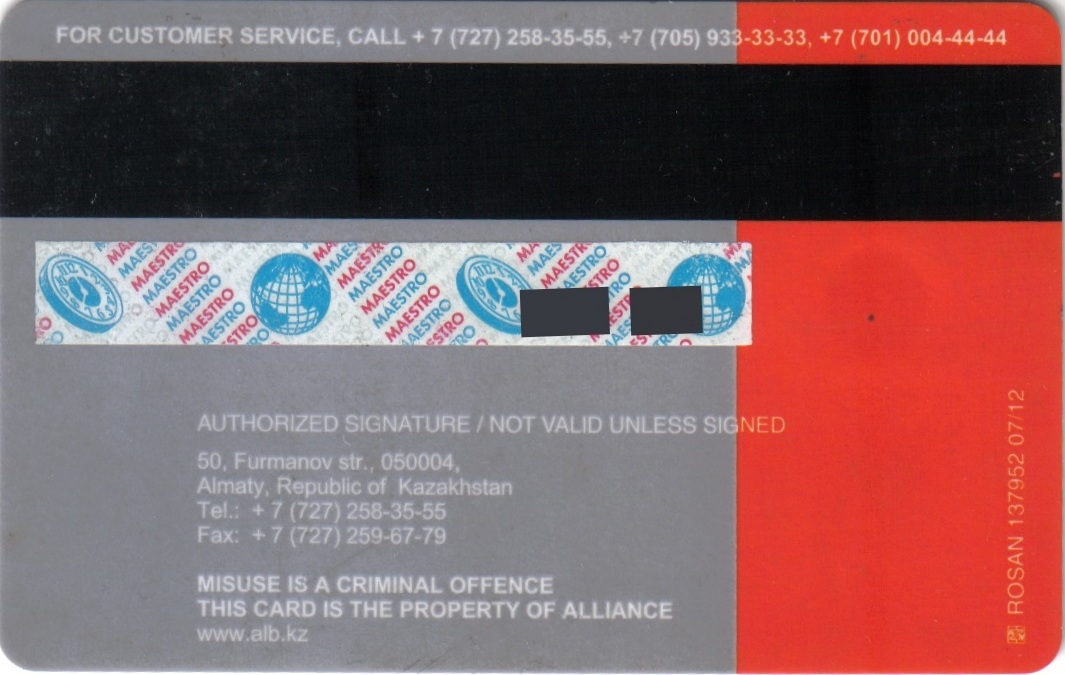 FOR CUSTOMER SERVICE, CALL + 7 (727) 258-35-55, +7 (705) 933-33-33, +7 (701) 004-44-44
MAESTRO MAESTRO MAESTRO MAESTRO
AUTHORIZED SIGNATURE / NOT VALID UNLESS SIGNED
50, Furmanov str., 050004,
Almaty, Republic of Kazakhstan
Tel.: + 7 (727) 258-35-55
Fax: + 7 (727) 259-67-79
MISUSE IS A CRIMINAL OFFENCE
THIS CARD IS THE PROPERTY OF ALLIANCE
www.alb.kz
ROSAN 137952 07/12